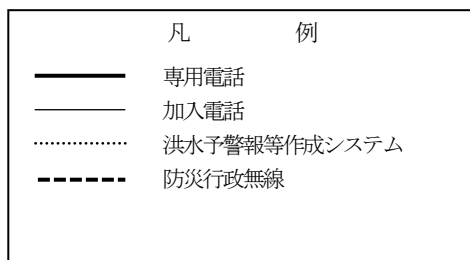 凡　例
専用電話
加入電話
洪水予警報等作成システム
防災行政無線